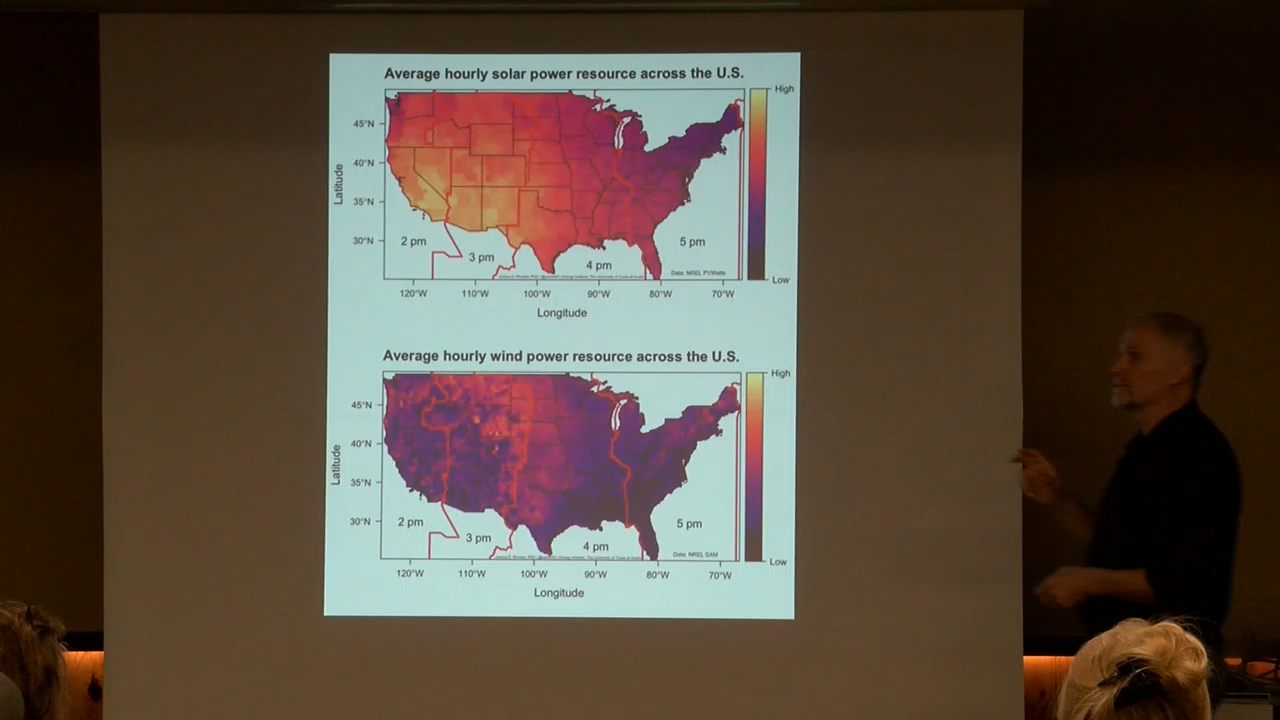 Average hourly solar power resource across the U.S.
High
45°N
40°N
Latitude
35°N
30°N
2 pm
3 pm
4 pm
5 pm
Data: NREL PVWatts
Low
120°W 110°W 100°W 90°W 80°W 70°W
Longitude
Average hourly wind power resource across the U.S.
High
45°N
40°N
Latitude
35°N
30°N
2 pm
3 pm
4 pm
5 pm
Data: NREL SAM
Low
120°W 110°W 100°W 90°W 80°W 70°W
Longitude